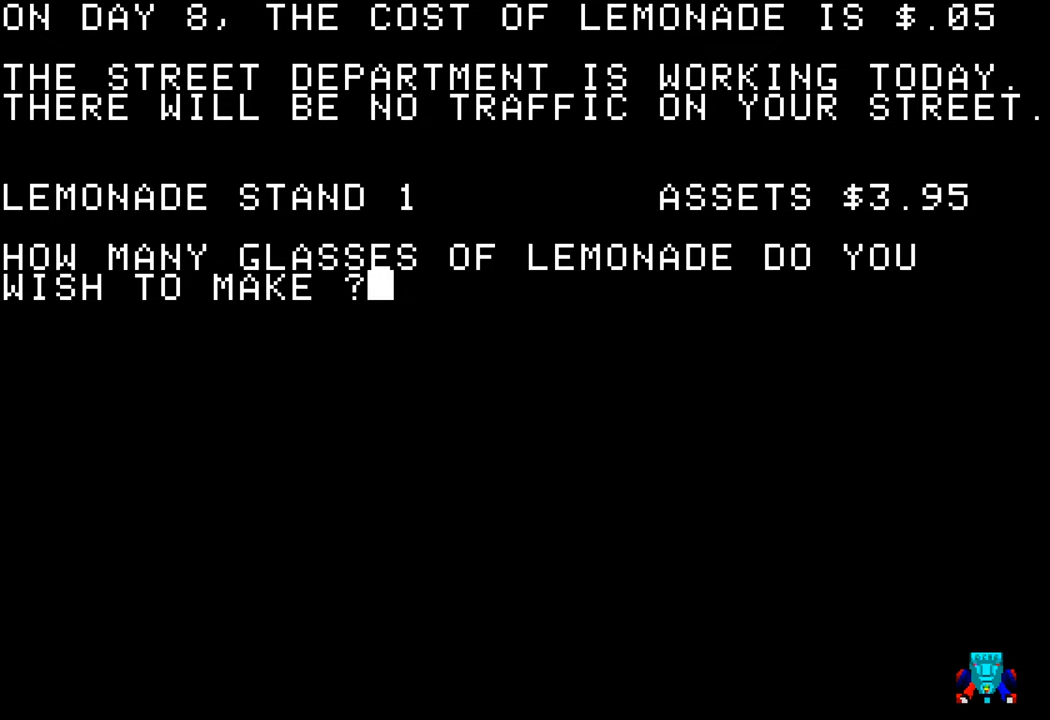 ON DAY 8, THE COST OF LEMONADE IS $.05
THE STREET DEPARTMENT IS WORKING TODAY.
THERE WILL BE NO TRAFFIC ON YOUR STREET.
LEMONADE STAND 1 ASSETS $3.95
HOW MANY GLASSES OF LEMONADE DO YOU
WISH TO MAKE ?